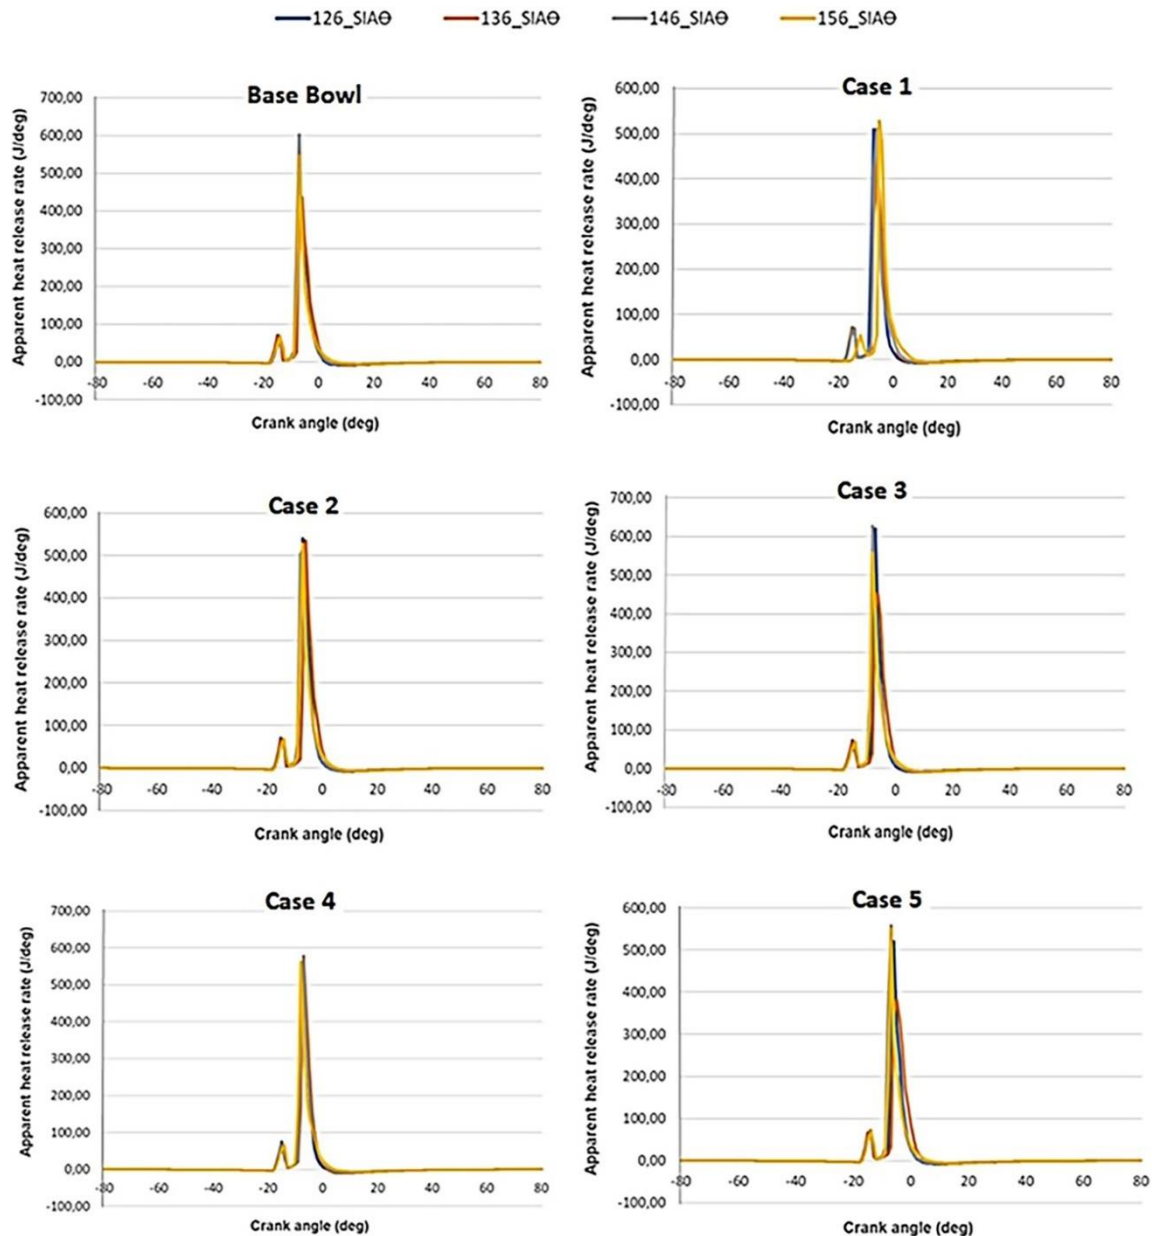 126_SIAΘ 136_SIAΘ 146_SIAΘ 156_SIAΘ
Base Bowl
Apparent heat release rate (J/deg)
700,00
600,00
500,00
400,00
300,00
200,00
100,00
0,00
-100,00
-80 -60 -40 -20 0 20 40 60 80
Crank angle (deg)
Case 1
Apparent heat release rate (J/deg)
600,00
500,00
400,00
300,00
200,00
100,00
0,00
-100,00
-80 -60 -40 -20 0 20 40 60 80
Crank angle (deg)
Case 2
Apparent heat release rate (J/deg)
600,00
500,00
400,00
300,00
200,00
100,00
0,00
-100,00
-80 -60 -40 -20 0 20 40 60 80
Crank angle (deg)
Case 3
Apparent heat release rate (J/deg)
700,00
600,00
500,00
400,00
300,00
200,00
100,00
0,00
-100,00
-80 -60 -40 -20 0 20 40 60 80
Crank angle (deg)
Case 4
Apparent heat release rate (J/deg)
700,00
600,00
500,00
400,00
300,00
200,00
100,00
0,00
-100,00
-80 -60 -40 -20 0 20 40 60 80
Crank angle (deg)
Case 5
Apparent heat release rate (J/deg)
600,00
500,00
400,00
300,00
200,00
100,00
0,00
-100,00
-80 -60 -40 -20 0 20 40 60 80
Crank angle (deg)